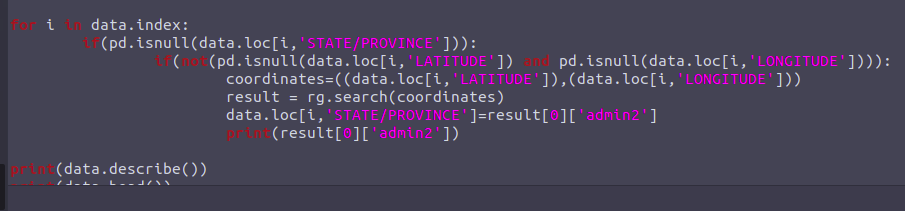 for i in data.index:
if(pd.isnull(data.loc[i,'STATE/PROVINCE'])):
if(not(pd.isnull(data.loc[i,'LATITUDE']) and pd.isnull(data.loc[i,'LONGITUDE']))):
coordinates=((data.loc[i,'LATITUDE']),(data.loc[i,'LONGITUDE']))
result = rg.search(coordinates)
data.loc[i,'STATE/PROVINCE']=result[0]['admin2']
print(result[0]['admin2'])
print(data.describe())
print(data.head())